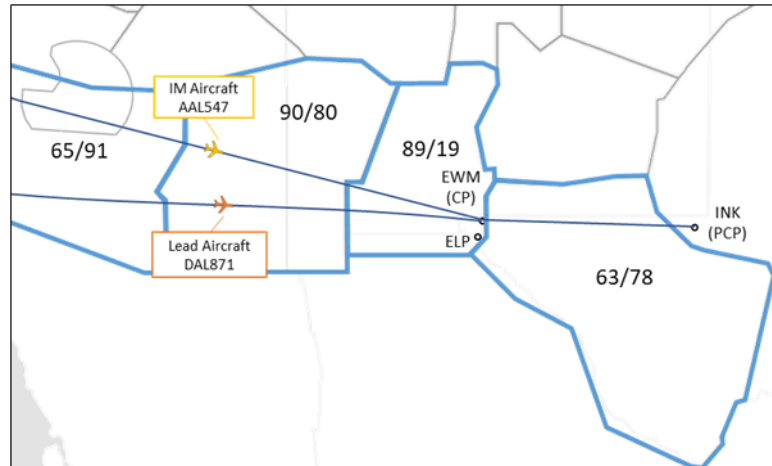 IM Aircraft
AAL547
90/80
65/91
89/19
EWM
(CP)
INK
(PCP)
ELP
Lead Aircraft
DAL871
63/78